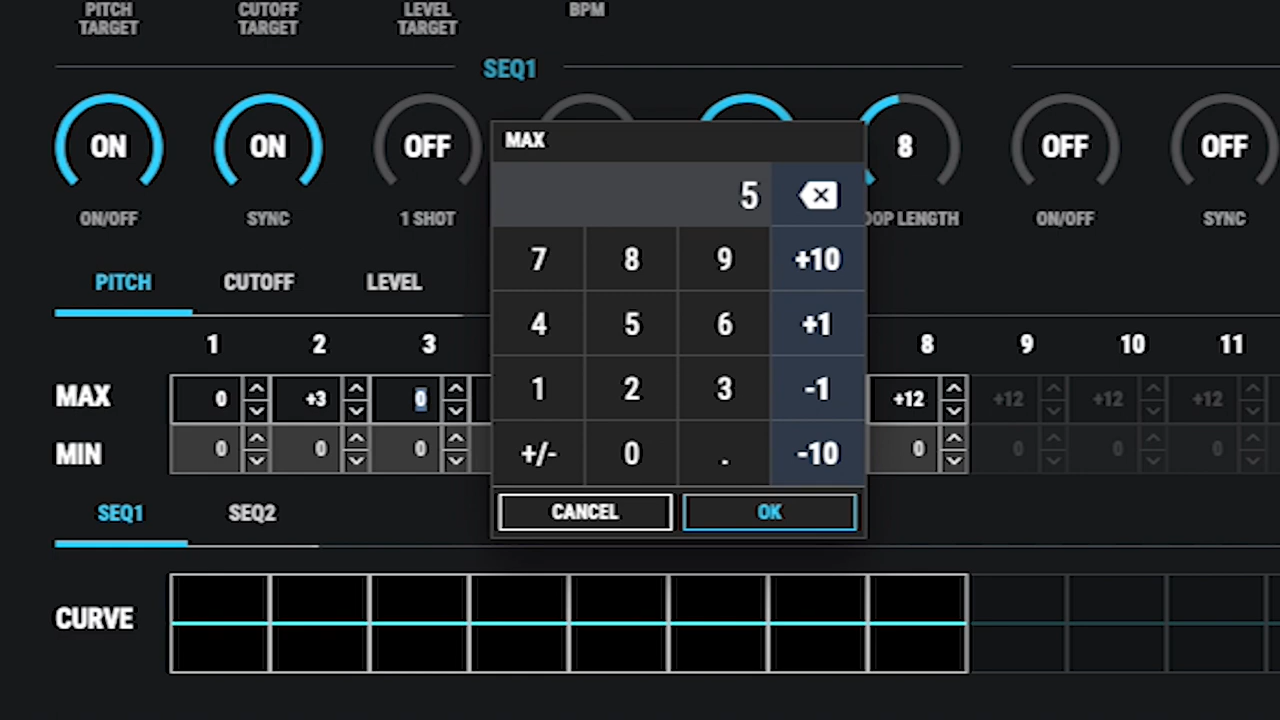 PITCH TARGET
CUTOFF TARGET
LEVEL TARGET
BPM
SEQ1
ON
ON/OFF
ON
SYNC
OFF
1 SHOT
8
OOP LENGTH
OFF
ON/OFF
OFF
SYNC
MAX
5
7 8 9 +10
4 5 6 +1
1 2 3 -1
+/- 0 . -10
CANCEL OK
PITCH CUTOFF LEVEL
1 2 3 8 9 10 11
MAX 0 +3 0 +12 +12 +12 +12
MIN 0 0 0 0 0 0 0
SEQ1 SEQ2
CURVE